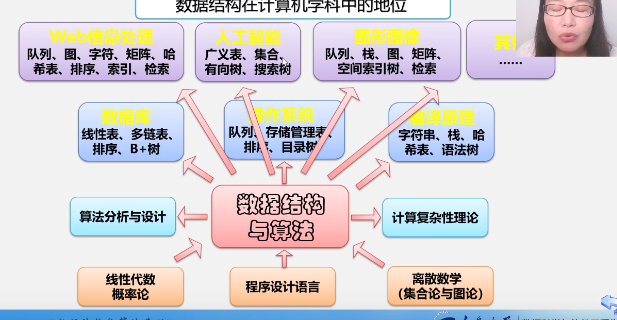 数据结构在计算机学科中的地位
Web信息处理
队列、图、字符、矩阵、哈
希表、排序、索引、检索
人工智能
广义表、集合、
有向树、搜索树
图形图像
队列、栈、图、矩阵、
空间索引树、检索
其
......
数据库
线性表、多链表、
排序、B+树
操作系统
队列、存储管理表、
排序、目录树
编译原理
字符串、栈、哈
希表、语法树
算法分析与设计
数据结构
与算法
计算复杂性理论
线性代数
概率论
程序设计语言
离散数学
(集合论与图论)